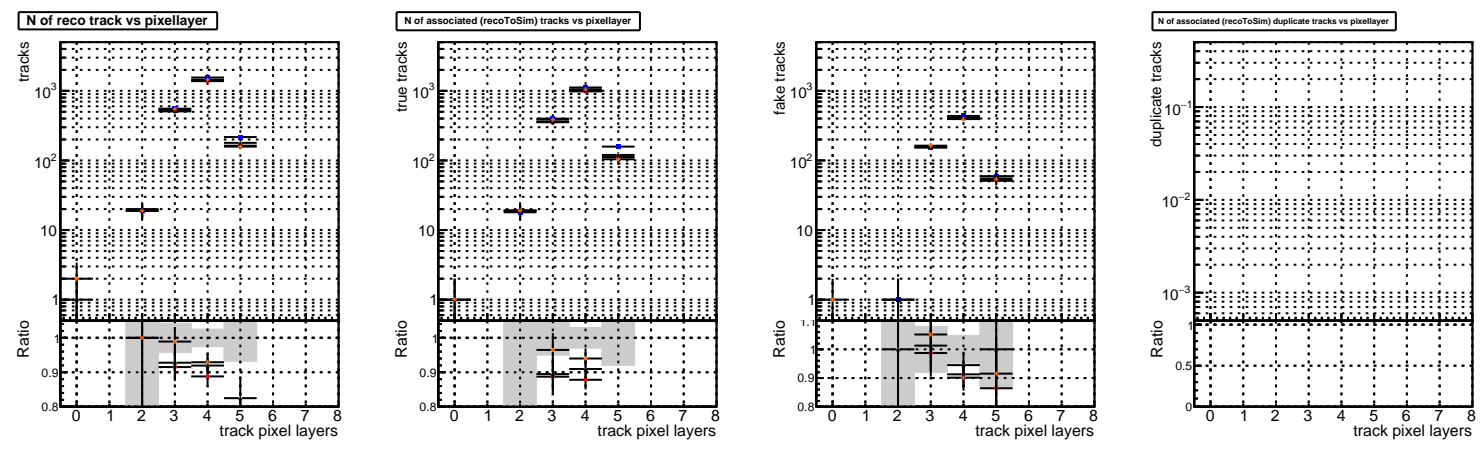 N of reco track vs pixellayer
tracks
10³
10²
10
1
Ratio
1
0.9
0.8
0 1 2 3 4 5 6 7 8
track pixel layers
N of associated (recoToSim) tracks vs pixellayer
true tracks
10³
10²
10
1
Ratio
1
0.9
0.8
0 1 2 3 4 5 6 7 8
track pixel layers
fake tracks
10³
10²
10
1
Ratio
1.1
1
0.9
0.8
0 1 2 3 4 5 6 7 8
track pixel layers
N of associated (recoToSim) duplicate tracks vs pixellayer
duplicate tracks
10⁻¹
10⁻²
10⁻³
Ratio
1
0.5
0
0 1 2 3 4 5 6 7 8
track pixel layers